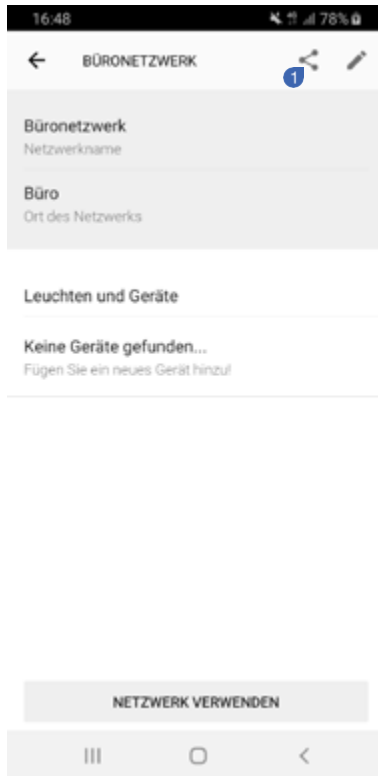 16:48
78%
BÜRONETZWERK
1
Büronetzwerk
Netzwerkname
Büro
Ort des Netzwerks
Leuchten und Geräte
Keine Geräte gefunden...
Fügen Sie ein neues Gerät hinzu!
NETZWERK VERWENDEN